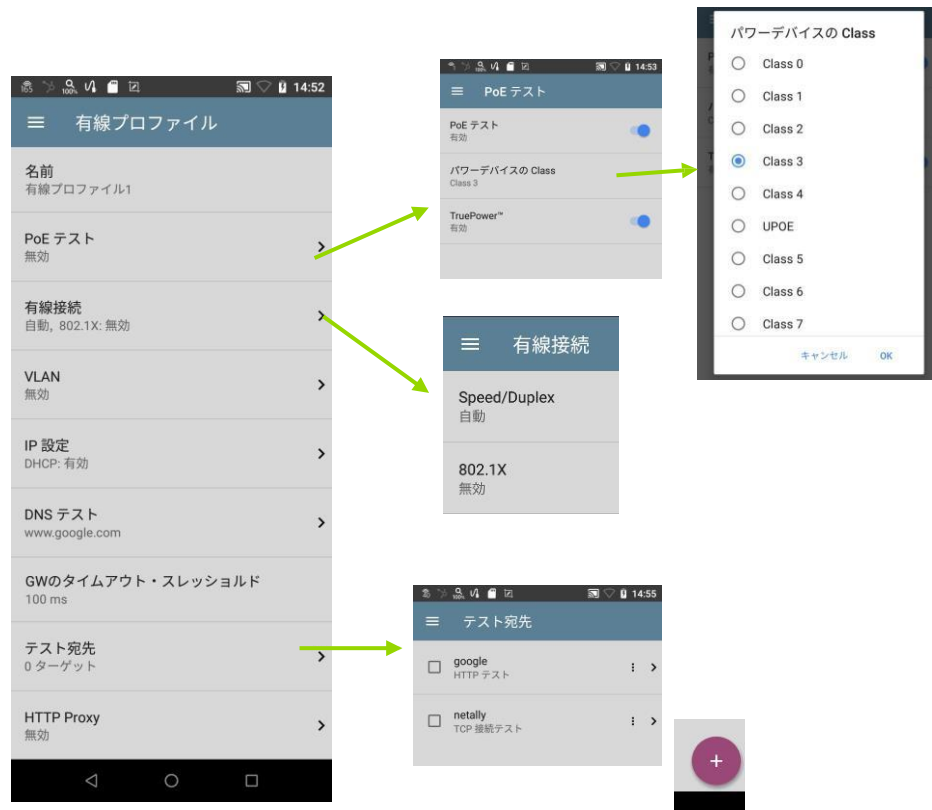 100% 14:52
有線プロファイル
名前
有線プロファイル1
PoE テスト
無効
有線接続
自動, 802.1X: 無効
VLAN
無効
IP 設定
DHCP: 有効
DNS テスト
www.google.com
GWのタイムアウト・スレッショルド
100 ms
テスト宛先
0 ターゲット
HTTP Proxy
無効
14:53
PoE テスト
PoE テスト
有効
パワーデバイスの Class
Class 3
TruePower™
有効
パワーデバイスの Class
Class 0
Class 1
Class 2
Class 3
Class 4
UPOE
Class 5
Class 6
Class 7
キャンセル OK
有線接続
Speed/Duplex
自動
802.1X
無効
14:55
テスト宛先
google
HTTP テスト
netally
TCP 接続テスト
+